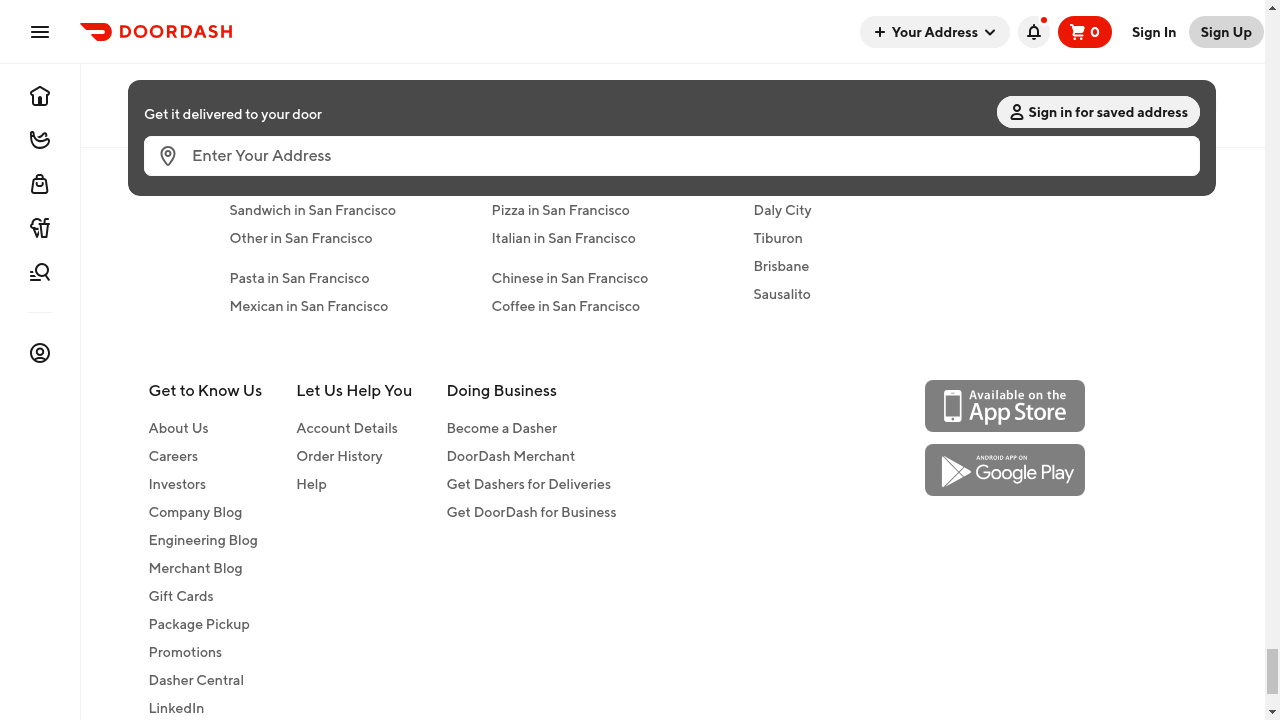 DOORDASH
Your Address
0
Sign In
Sign Up
Get it delivered to your door
Sign in for saved address
Enter Your Address
Sandwich in San Francisco
Other in San Francisco
Pasta in San Francisco
Mexican in San Francisco
Pizza in San Francisco
Italian in San Francisco
Chinese in San Francisco
Coffee in San Francisco
Daly City
Tiburon
Brisbane
Sausalito
Get to Know Us
About Us
Careers
Investors
Company Blog
Engineering Blog
Merchant Blog
Gift Cards
Package Pickup
Promotions
Dasher Central
LinkedIn
Let Us Help You
Account Details
Order History
Help
Doing Business
Become a Dasher
DoorDash Merchant
Get Dashers for Deliveries
Get DoorDash for Business
Available on the
App Store
ANDROID APP ON
Google Play